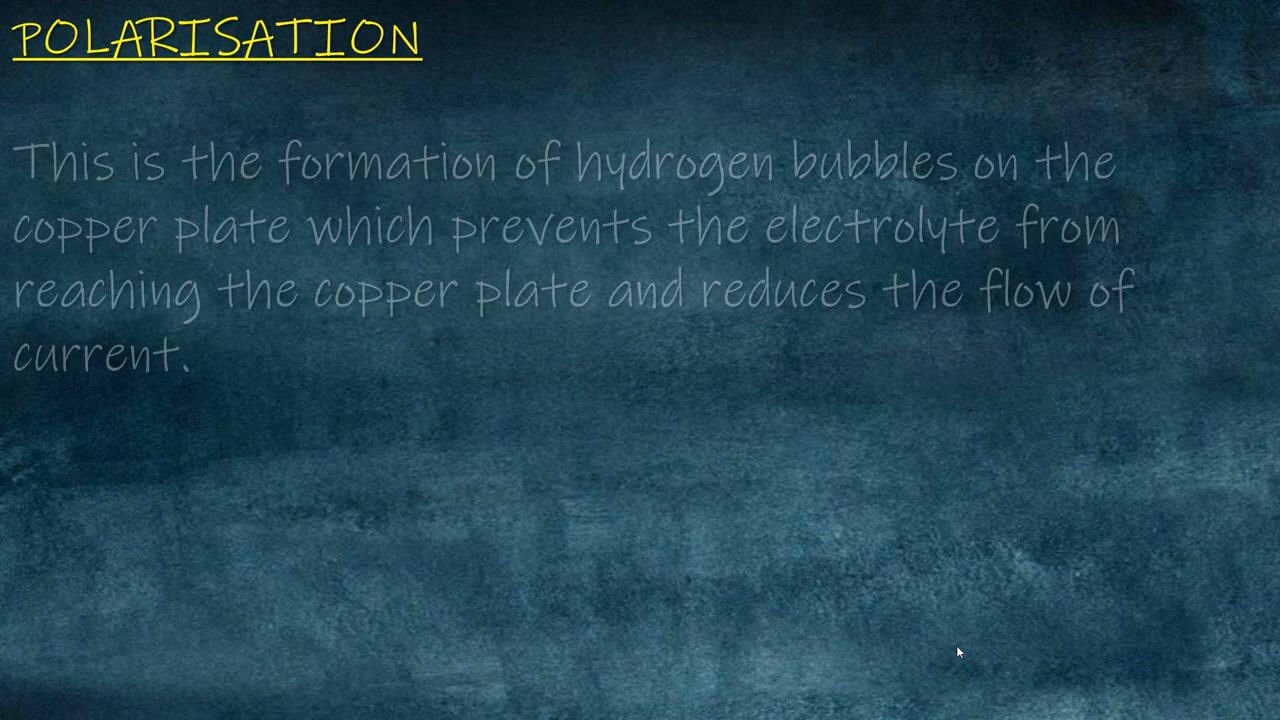 POLARISATION
This is the formation of hydrogen bubbles on the
copper plate which prevents the electrolyte from
reaching the copper plate and reduces the flow of
current.